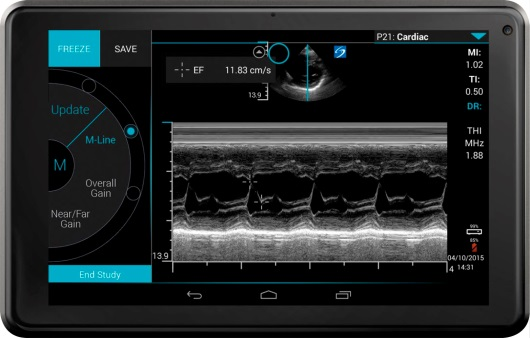 FREEZE
SAVE
P21: Cardiac
EF 11.83 cm/s
13.9
MI:
1.02
TI:
0.50
DR:
THI
MHz
1.88
Update
M-Line
M
Overall
Gain
Near/Far
Gain
End Study
13.9
4
99%
85%
04/10/2015
14:31